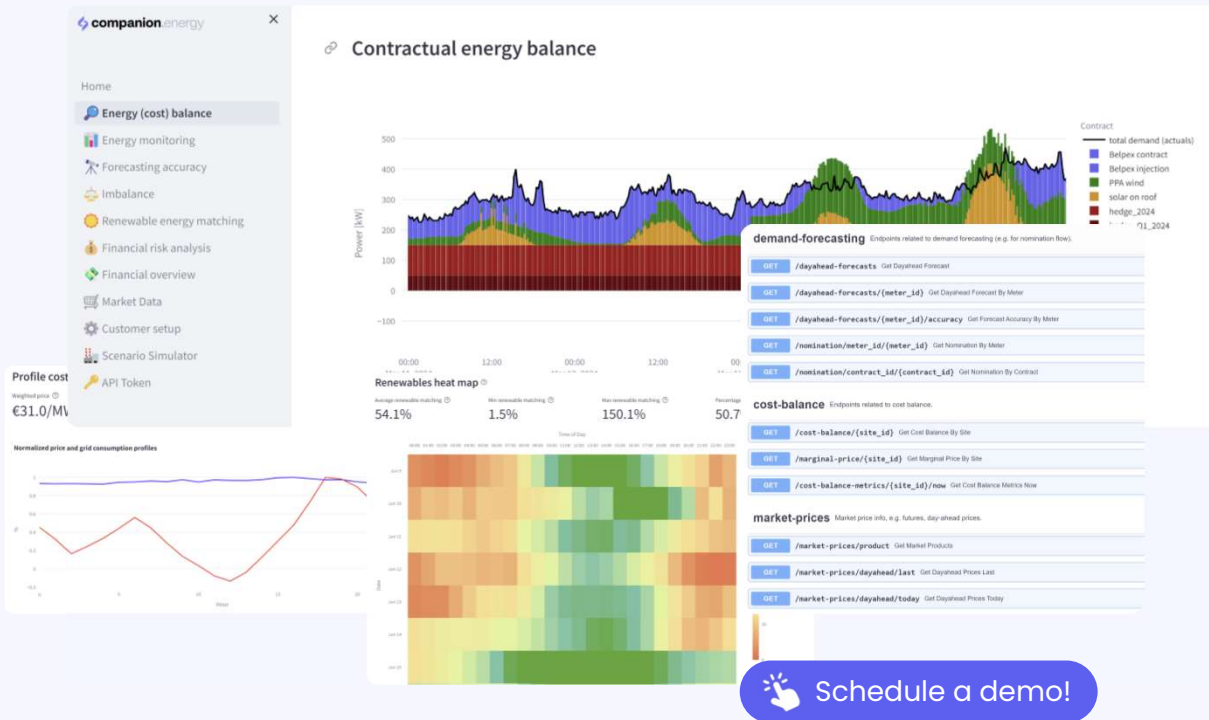 companion.energy
×
Home
Energy (cost) balance
Energy monitoring
Forecasting accuracy
Imbalance
Renewable energy matching
Financial risk analysis
Financial overview
Market Data
Customer setup
Scenario Simulator
API Token
Contractual energy balance
Contract
total demand (actuals)
Belpex contract
Belpex injection
PPA wind
solar on roof
hedge_2024
Q1_2024
Power [kW]
500
400
300
200
100
0
−100
00:00
12:00
00:00
12:00
00:
demand-forecasting Endpoints related to demand forecasting (e.g. for nomination flow).
GET /dayahead-forecasts Get Dayahead Forecast
GET /dayahead-forecasts/{meter_id} Get Dayahead Forecast By Meter
GET /dayahead-forecasts/{meter_id}/accuracy Get Forecast Accuracy By Meter
GET /nomination/meter_id/{meter_id} Get Nomination By Meter
GET /nomination/contract_id/{contract_id} Get Nomination By Contract
cost-balance Endpoints related to cost balance.
GET /cost-balance/{site_id} Get Cost Balance By Site
GET /marginal-price/{site_id} Get Marginal Price By Site
GET /cost-balance-metrics/{site_id}/now Get Cost Balance Metrics Now
market-prices Market price info, e.g. futures, day-ahead prices.
GET /market-prices/product Get Market Products
GET /market-prices/dayahead/last Get Dayahead Prices Last
GET /market-prices/dayahead/today Get Dayahead Prices Today
Profile cost
Weighted price
€31.0/M
Normalized price and grid consumption profiles
Hour
Renewables heat map
Average renewable matching
54.1%
Min renewable matching
1.5%
Max renewable matching
150.1%
Percentage
50.7
Time of Day
Date
Schedule a demo!